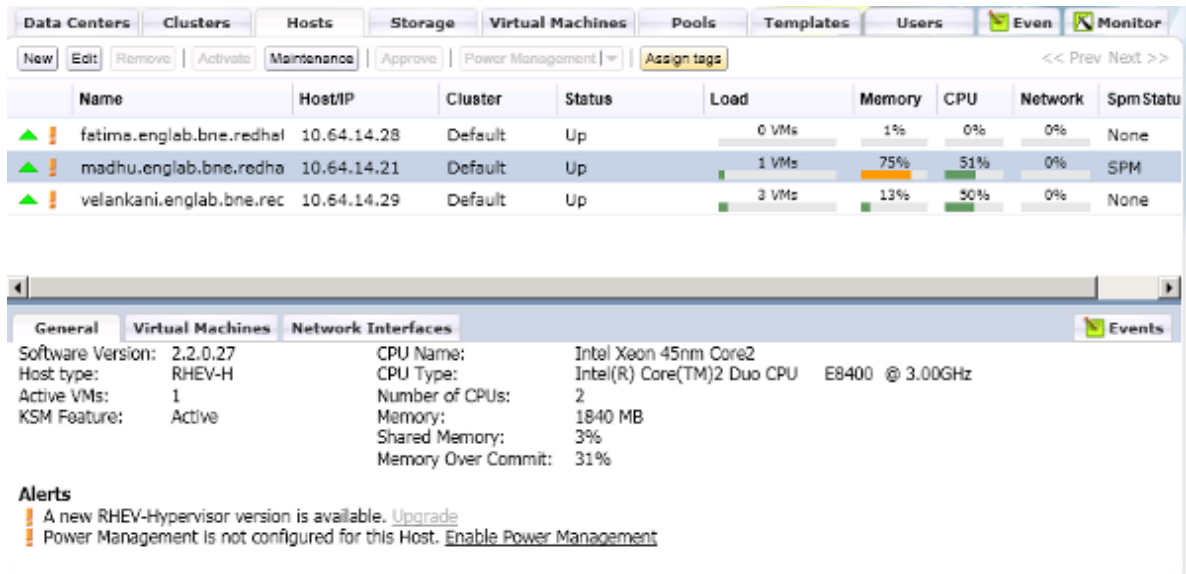 Data Centers Clusters Hosts Storage Virtual Machines Pools Templates Users Even Monitor
New Edit Remove Activate Maintenance Approve Power Management Assign tags << Prev Next >>
Name Host/IP Cluster Status Load Memory CPU Network Spm Statu
fatima.englab.bne.redhat 10.64.14.28 Default Up 0 VMs 1% 0% 0% None
madhu.englab.bne.redha 10.64.14.21 Default Up 1 VMs 75% 51% 0% SPM
velankani.englab.bne.rec 10.64.14.29 Default Up 3 VMs 13% 50% 0% None
General Virtual Machines Network Interfaces Events
Software Version: 2.2.0.27 CPU Name: Intel Xeon 45nm Core2
Host type: RHEV-H CPU Type: Intel(R) Core(TM)2 Duo CPU E8400 @ 3.00GHz
Active VMs: 1 Number of CPUs: 2
KSM Feature: Active Memory: 1840 MB
Shared Memory: 3%
Memory Over Commit: 31%
Alerts
A new RHEV-Hypervisor version is available. Upgrade
Power Management is not configured for this Host. Enable Power Management